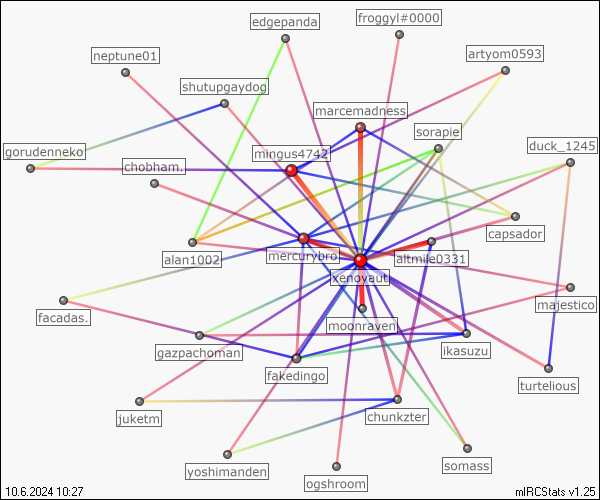 froggyl#0000
edgepanda
artyom0593
neptune01
shutupgaydog
marcemadness
sorapie
duck_1245
gorudenneko
mingus4742
chobham.
capsador
alan1002
mercurybro
altmile0331
xenoyaut
majestico
facadas.
moonraven
gazpachoman
ikasuzu
fakedingo
turtelious
juketm
chunkzter
yoshimanden
somass
ogshroom
10.6.2024 10:27
mIRCStats v1.25